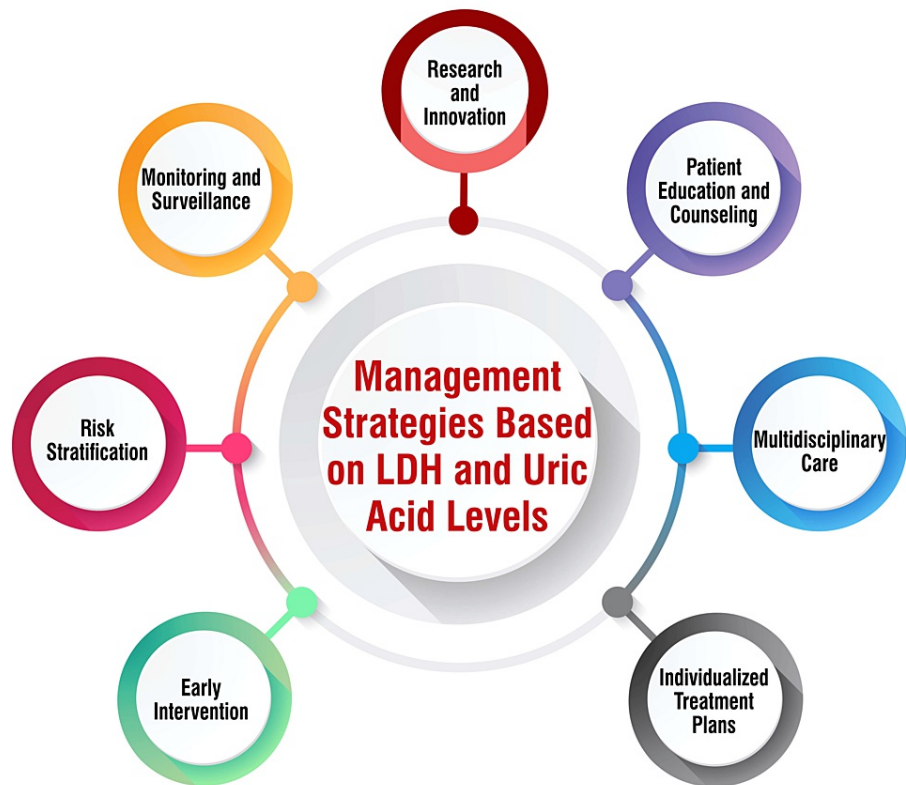 Research
and
Innovation
Monitoring and
Surveillance
Patient
Education and
Counseling
Management
Strategies Based
on LDH and Uric
Acid Levels
Risk
Stratification
Multidisciplinary
Care
Early
Intervention
Individualized
Treatment
Plans